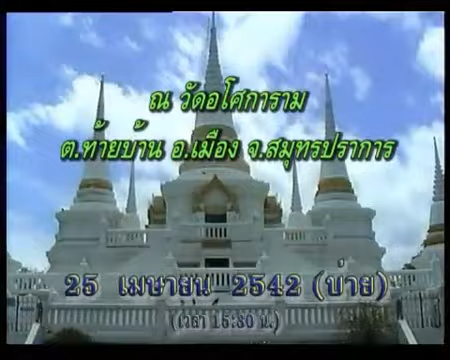 ณ วัดอโศการาม
ต.ท้ายบ้าน อ.เมือง จ.สมุทรปราการ
25 เมษายน 2542 (บ่าย)
(เวลา 15:30 น.)